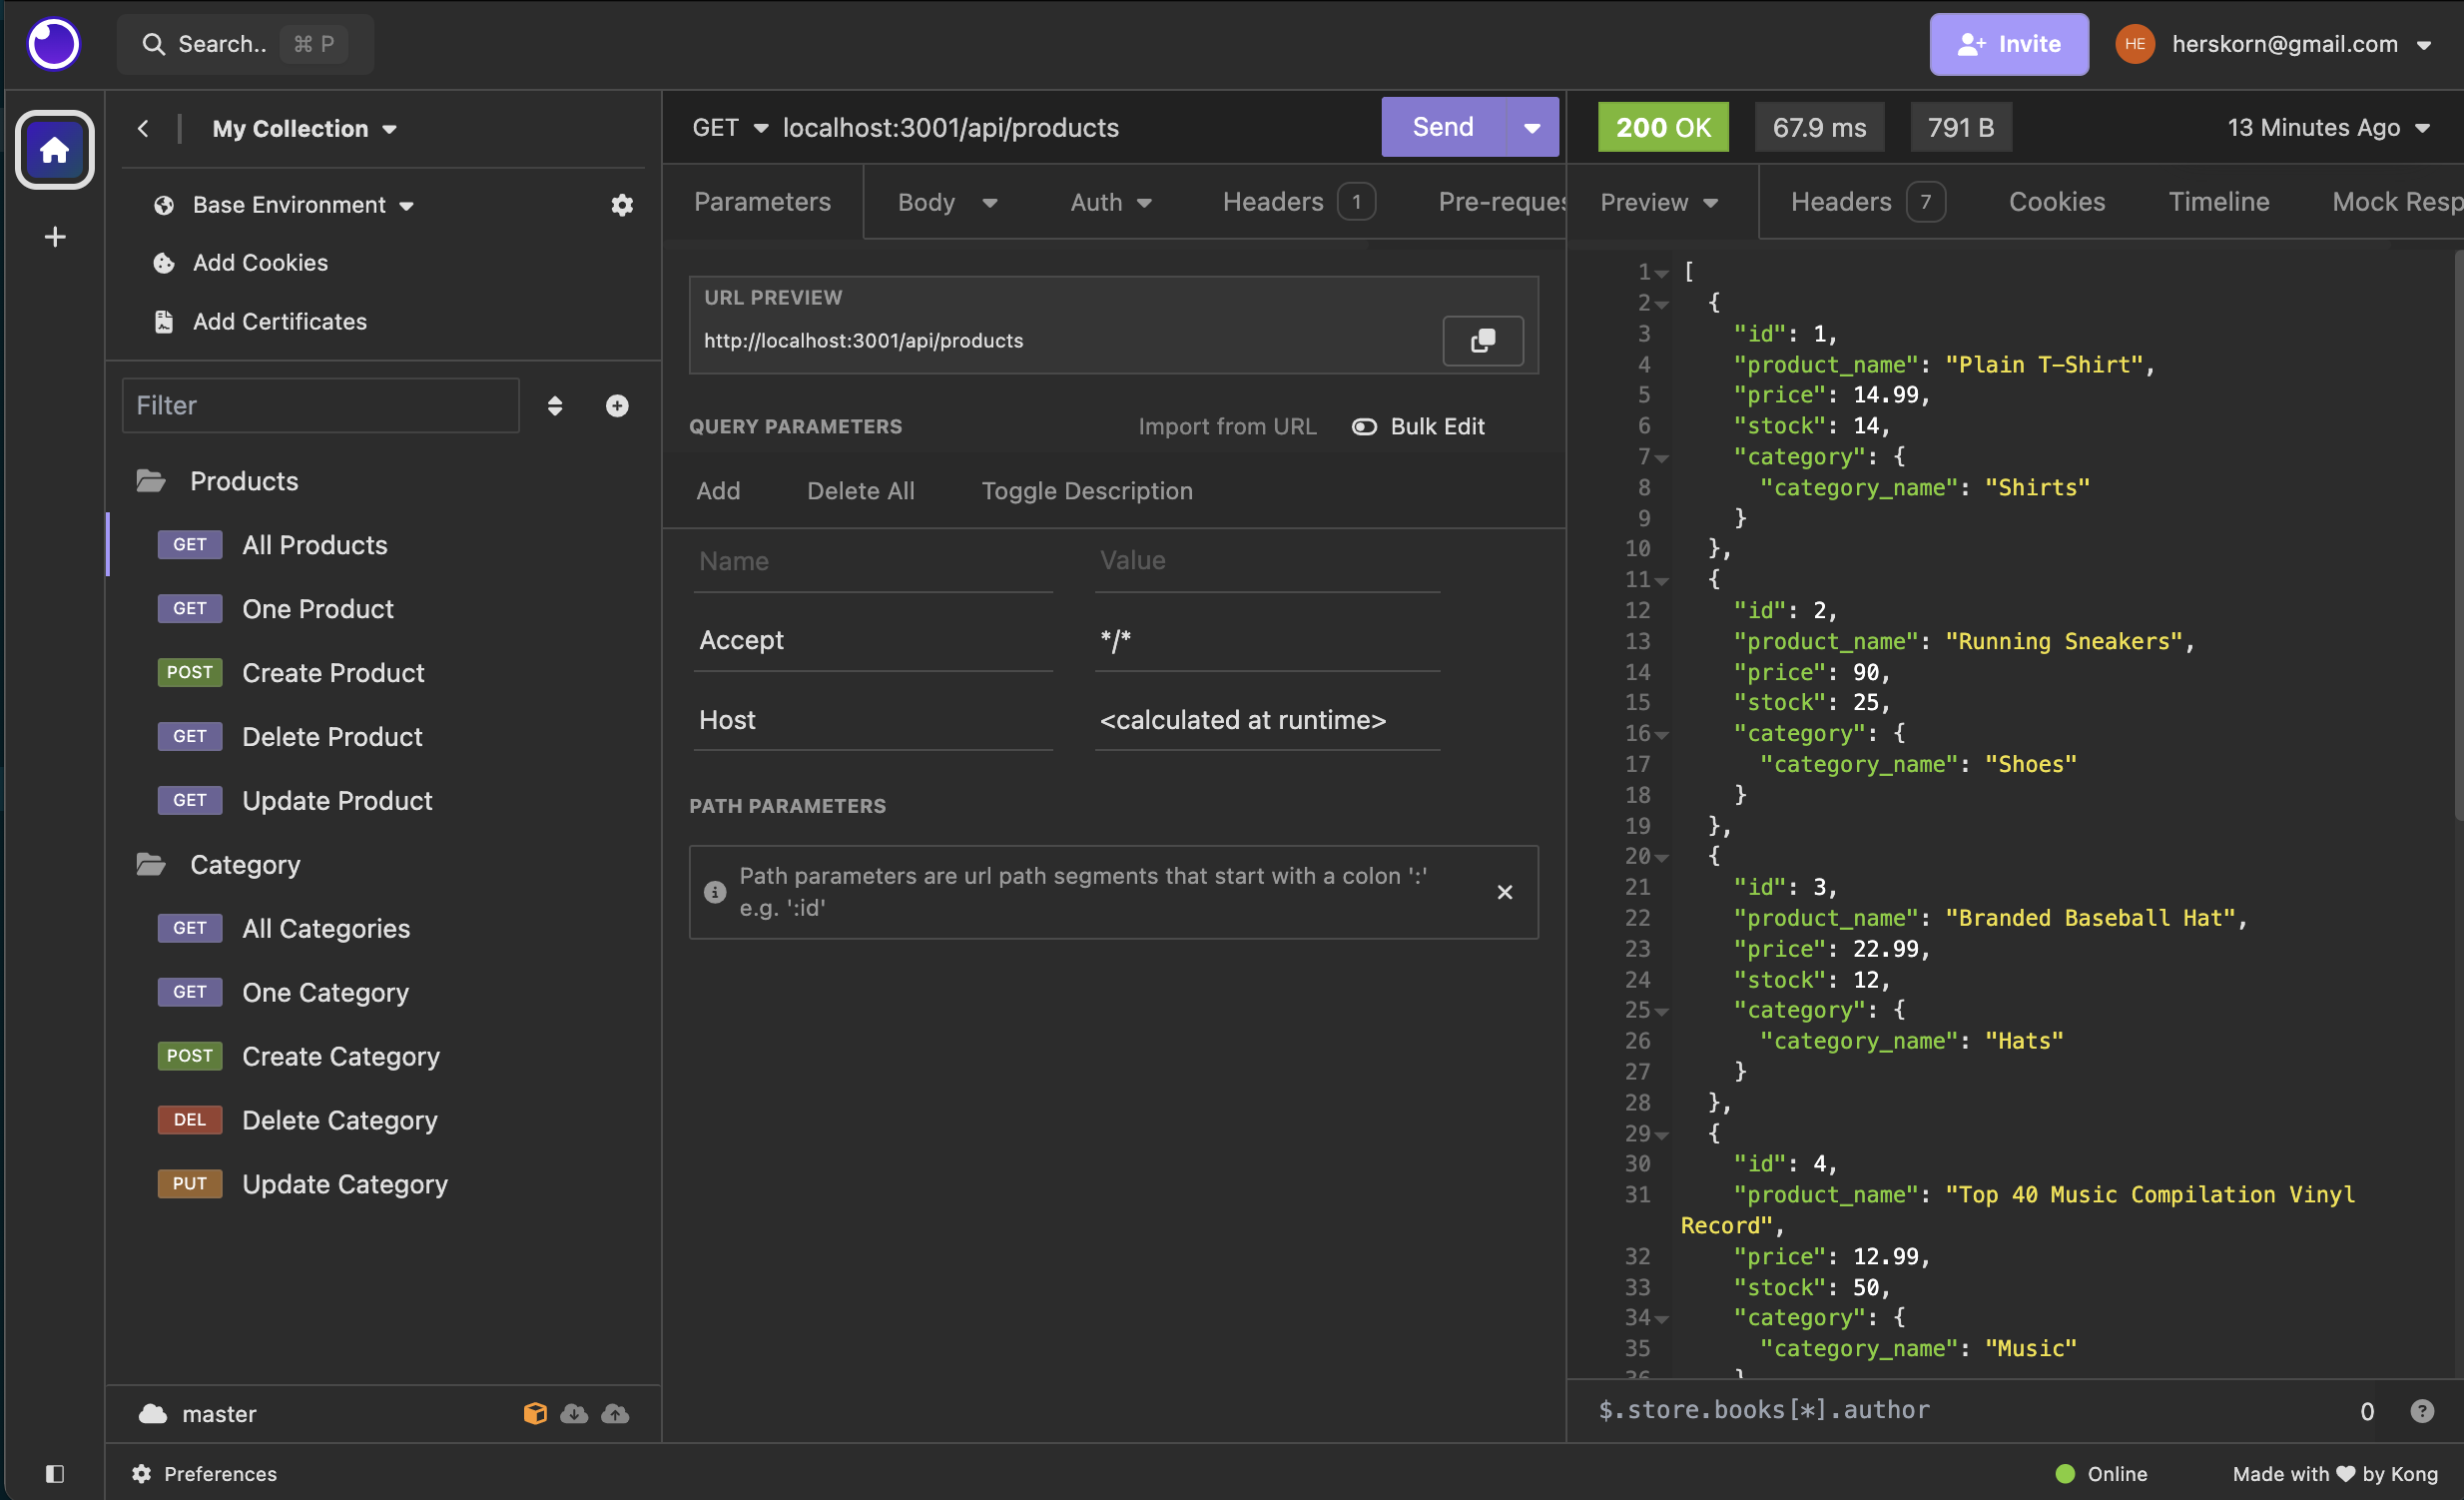 Search.. ⌘ P
Invite
HE herskorn@gmail.com
My Collection
Base Environment
Add Cookies
Add Certificates
Filter
Products
GET All Products
GET One Product
POST Create Product
GET Delete Product
GET Update Product
Category
GET All Categories
GET One Category
POST Create Category
DEL Delete Category
PUT Update Category
master
Preferences
GET localhost:3001/api/products
Send
Parameters Body Auth Headers 1 Pre-reques
URL PREVIEW
http://localhost:3001/api/products
QUERY PARAMETERS Import from URL Bulk Edit
Add Delete All Toggle Description
Name Value
Accept */*
Host <calculated at runtime>
PATH PARAMETERS
Path parameters are url path segments that start with a colon ':'
e.g. ':id'
200 OK 67.9 ms 791 B 13 Minutes Ago
Preview Headers 7 Cookies Timeline Mock Resp
1 [
2 {
3 "id": 1,
4 "product_name": "Plain T-Shirt",
5 "price": 14.99,
6 "stock": 14,
7 "category": {
8 "category_name": "Shirts"
9 }
10 },
11 {
12 "id": 2,
13 "product_name": "Running Sneakers",
14 "price": 90,
15 "stock": 25,
16 "category": {
17 "category_name": "Shoes"
18 }
19 },
20 {
21 "id": 3,
22 "product_name": "Branded Baseball Hat",
23 "price": 22.99,
24 "stock": 12,
25 "category": {
26 "category_name": "Hats"
27 }
28 },
29 {
30 "id": 4,
31 "product_name": "Top 40 Music Compilation Vinyl
Record",
32 "price": 12.99,
33 "stock": 50,
34 "category": {
35 "category_name": "Music"
36 }
$.store.books[*].author 0 ?
Online Made with ♥ by Kong